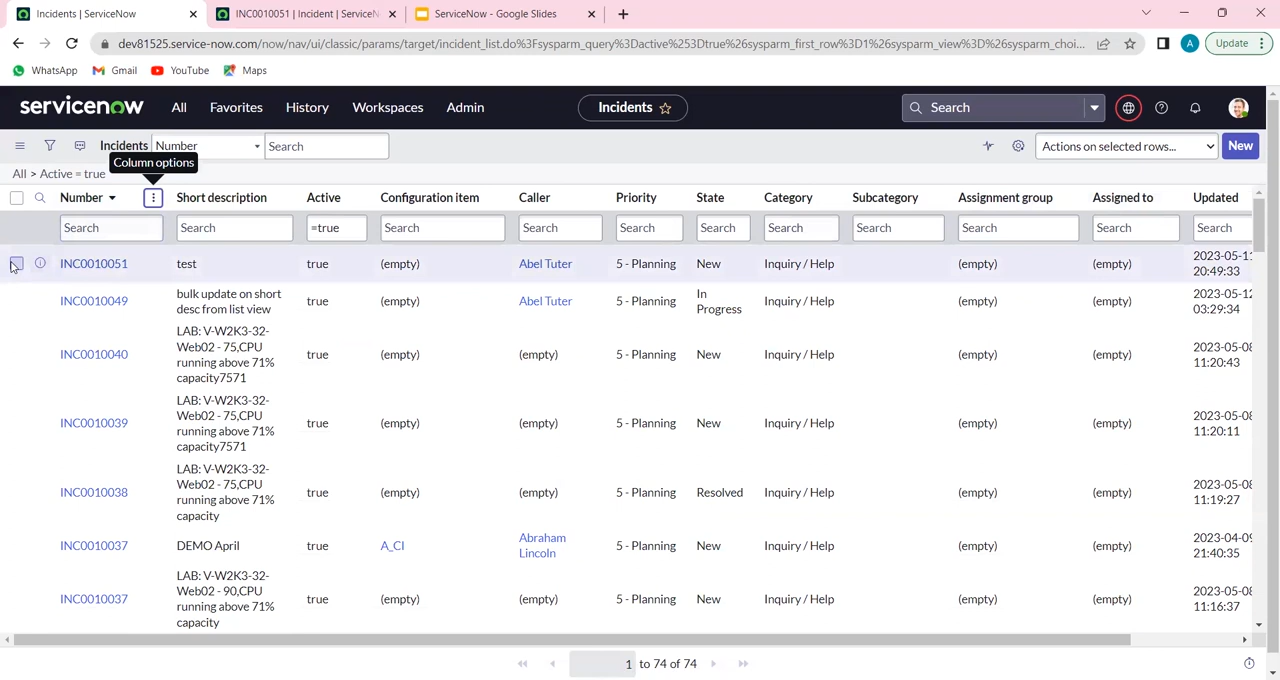 Incidents | ServiceNow
INC0010051 | Incident | ServiceN
ServiceNow - Google Slides
dev81525.service-now.com/now/nav/ui/classic/params/target/incident_list.do%3Fsysparm_query%3Dactive%253Dtrue%26sysparm_first_row%3D1%26sysparm_view%3D%26sysparm_choi...
A
Update
WhatsApp
Gmail
YouTube
Maps
servicenow
All
Favorites
History
Workspaces
Admin
Incidents
Search
Incidents
Number
Search
Actions on selected rows...
New
Column options
All > Active = true
Number
Short description
Active
Configuration item
Caller
Priority
State
Category
Subcategory
Assignment group
Assigned to
Updated
Search
Search
=true
Search
Search
Search
Search
Search
Search
Search
Search
Search
INC0010051
test
true
(empty)
Abel Tuter
5 - Planning
New
Inquiry / Help
(empty)
(empty)
2023-05-11
20:49:33
INC0010049
bulk update on short
desc from list view
true
(empty)
Abel Tuter
5 - Planning
In
Progress
Inquiry / Help
(empty)
(empty)
2023-05-12
03:29:34
INC0010040
LAB: V-W2K3-32-
Web02 - 75,CPU
running above 71%
capacity7571
true
(empty)
(empty)
5 - Planning
New
Inquiry / Help
(empty)
(empty)
2023-05-08
11:20:43
INC0010039
LAB: V-W2K3-32-
Web02 - 75,CPU
running above 71%
capacity7571
true
(empty)
(empty)
5 - Planning
New
Inquiry / Help
(empty)
(empty)
2023-05-08
11:20:11
INC0010038
LAB: V-W2K3-32-
Web02 - 75,CPU
running above 71%
capacity
true
(empty)
(empty)
5 - Planning
Resolved
Inquiry / Help
(empty)
(empty)
2023-05-08
11:19:27
INC0010037
DEMO April
true
A_CI
Abraham
Lincoln
5 - Planning
New
Inquiry / Help
(empty)
(empty)
2023-04-09
21:40:35
INC0010037
LAB: V-W2K3-32-
Web02 - 90,CPU
running above 71%
capacity
true
(empty)
(empty)
5 - Planning
New
Inquiry / Help
(empty)
(empty)
2023-05-08
11:16:37
1 to 74 of 74